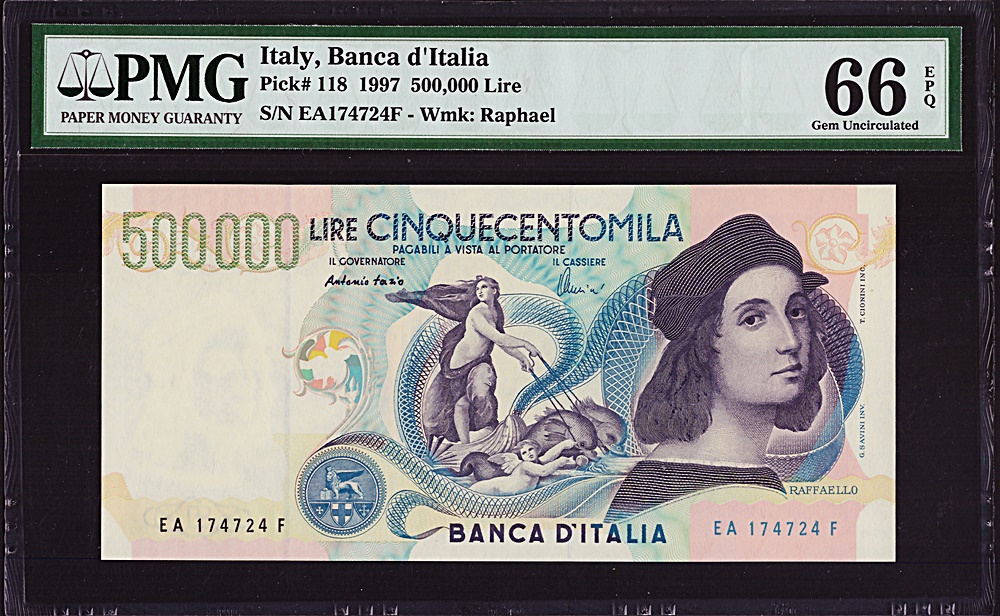 PMG
PAPER MONEY GUARANTY
Italy, Banca d'Italia
Pick# 118 1997 500,000 Lire
S/N EA174724F - Wmk: Raphael
66
EPQ
Gem Uncirculated
500.000
LIRE CINQUECENTOMILA
PAGABILI A VISTA AL PORTATORE
IL GOVERNATORE
IL CASSIERE
Antonio Fazio
T. CIONINI INC.
G. SAVINI INV.
RAFFAELLO
EA 174724 F
BANCA D'ITALIA
EA 174724 F